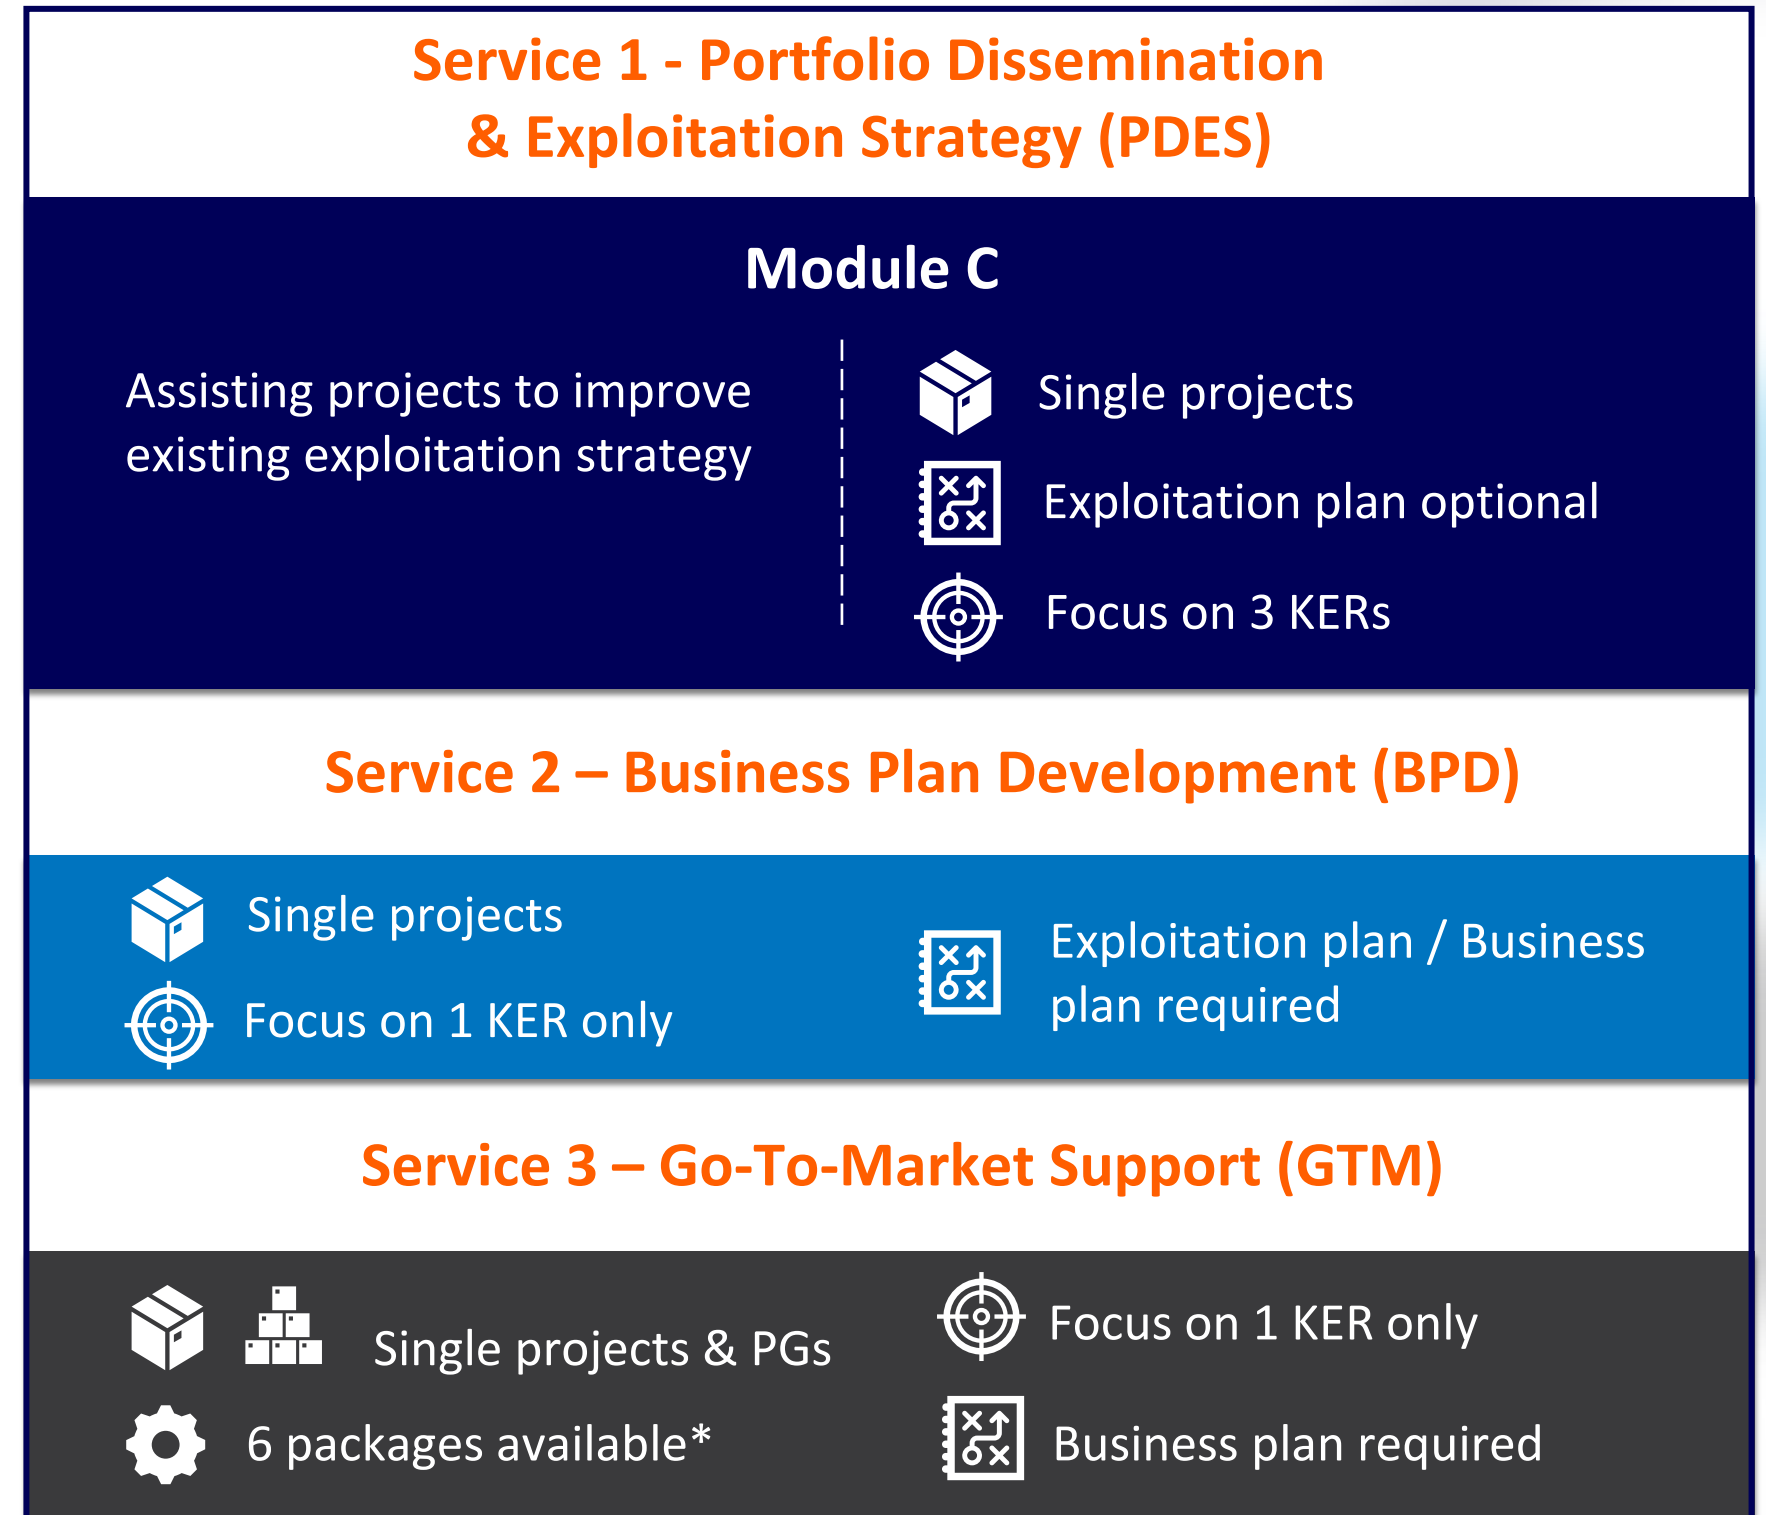 Service 1 - Portfolio Dissemination
& Exploitation Strategy (PDES)
Module C
Assisting projects to improve
existing exploitation strategy
Single projects
Exploitation plan optional
Focus on 3 KERs
Service 2 – Business Plan Development (BPD)
Single projects
Focus on 1 KER only
Exploitation plan / Business
plan required
Service 3 – Go-To-Market Support (GTM)
Single projects & PGs
6 packages available*
Focus on 1 KER only
Business plan required